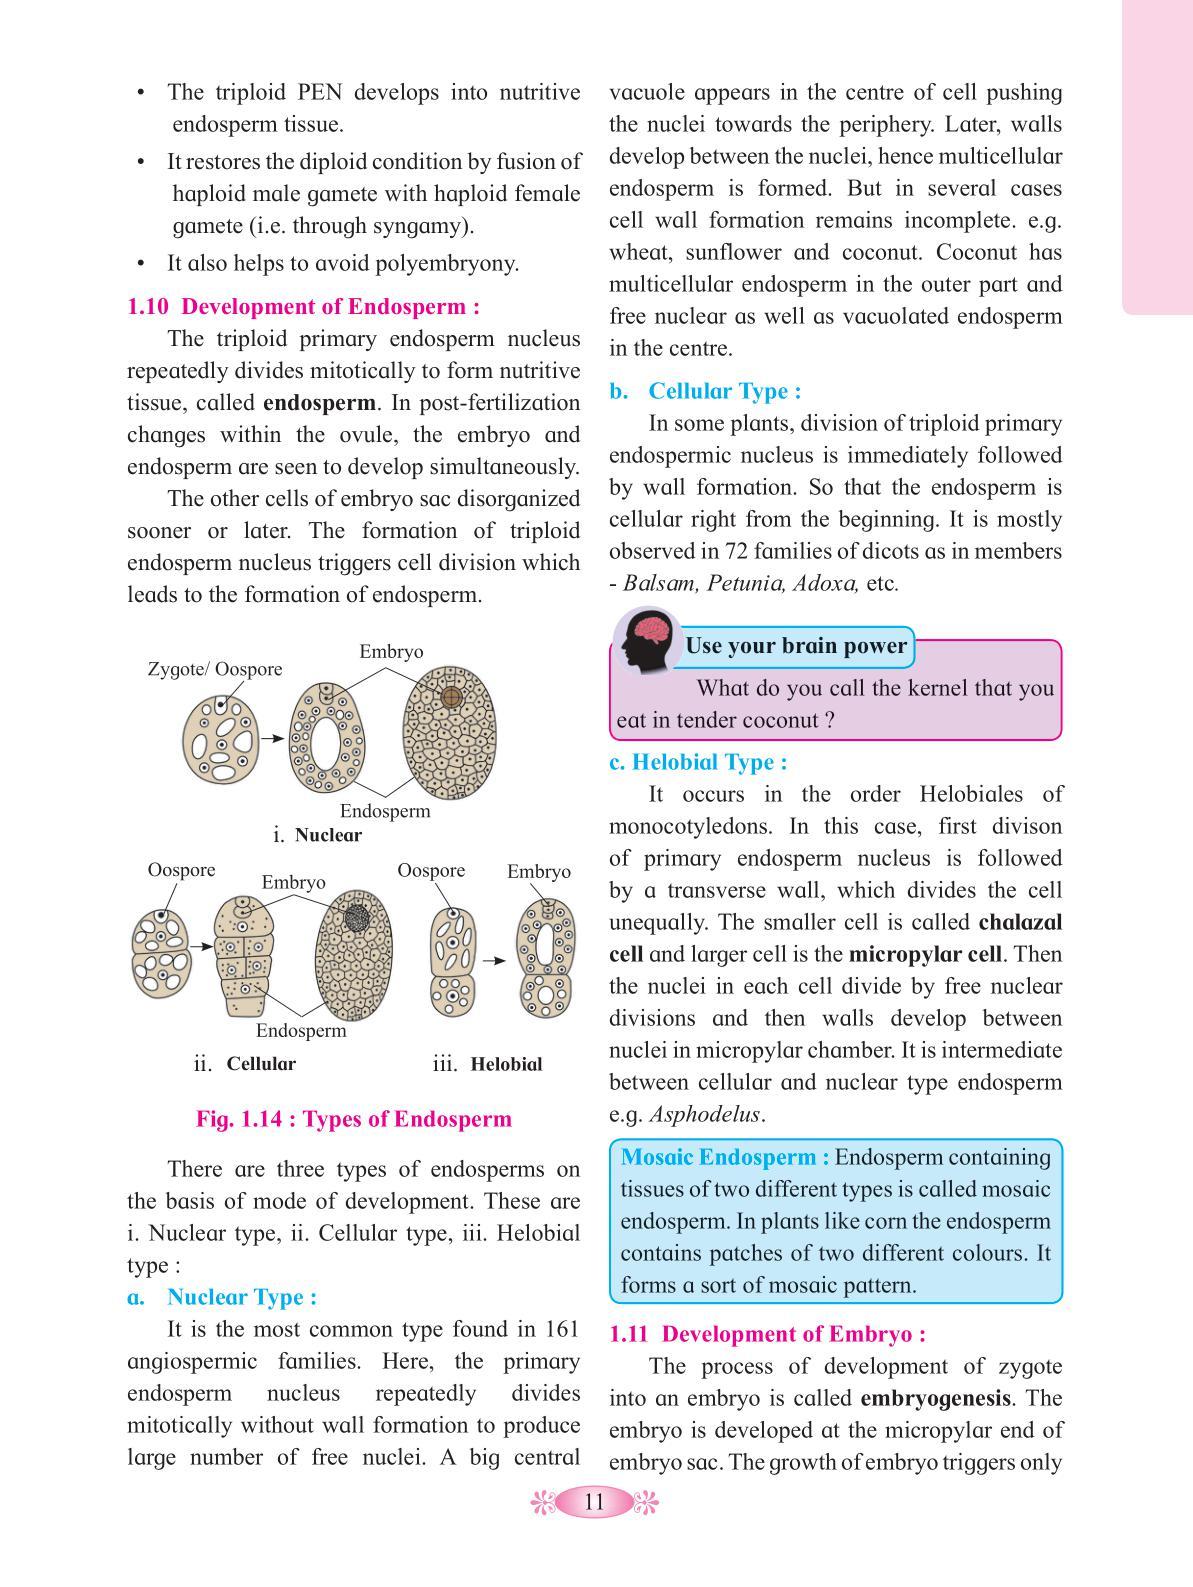 • The triploid PEN develops into nutritive
endosperm tissue.
• It restores the diploid condition by fusion of
haploid male gamete with haploid female
gamete (i.e. through syngamy).
• It also helps to avoid polyembryony.
1.10 Development of Endosperm :
The triploid primary endosperm nucleus
repeatedly divides mitotically to form nutritive
tissue, called endosperm. In post-fertilization
changes within the ovule, the embryo and
endosperm are seen to develop simultaneously.
The other cells of embryo sac disorganized
sooner or later. The formation of triploid
endosperm nucleus triggers cell division which
leads to the formation of endosperm.
Embryo
Zygote/ Oospore
Endosperm
i. Nuclear
Oospore
Embryo
Oospore
Embryo
Endosperm
ii. Cellular
iii. Helobial
Fig. 1.14 : Types of Endosperm
There are three types of endosperms on
the basis of mode of development. These are
i. Nuclear type, ii. Cellular type, iii. Helobial
type :
a. Nuclear Type :
It is the most common type found in 161
angiospermic families. Here, the primary
endosperm nucleus repeatedly divides
mitotically without wall formation to produce
large number of free nuclei. A big central
vacuole appears in the centre of cell pushing
the nuclei towards the periphery. Later, walls
develop between the nuclei, hence multicellular
endosperm is formed. But in several cases
cell wall formation remains incomplete. e.g.
wheat, sunflower and coconut. Coconut has
multicellular endosperm in the outer part and
free nuclear as well as vacuolated endosperm
in the centre.
b. Cellular Type :
In some plants, division of triploid primary
endospermic nucleus is immediately followed
by wall formation. So that the endosperm is
cellular right from the beginning. It is mostly
observed in 72 families of dicots as in members
- Balsam, Petunia, Adoxa, etc.
Use your brain power
What do you call the kernel that you
eat in tender coconut ?
c. Helobial Type :
It occurs in the order Helobiales of
monocotyledons. In this case, first divison
of primary endosperm nucleus is followed
by a transverse wall, which divides the cell
unequally. The smaller cell is called chalazal
cell and larger cell is the micropylar cell. Then
the nuclei in each cell divide by free nuclear
divisions and then walls develop between
nuclei in micropylar chamber. It is intermediate
between cellular and nuclear type endosperm
e.g. Asphodelus.
Mosaic Endosperm : Endosperm containing
tissues of two different types is called mosaic
endosperm. In plants like corn the endosperm
contains patches of two different colours. It
forms a sort of mosaic pattern.
1.11 Development of Embryo :
The process of development of zygote
into an embryo is called embryogenesis. The
embryo is developed at the micropylar end of
embryo sac. The growth of embryo triggers only
11